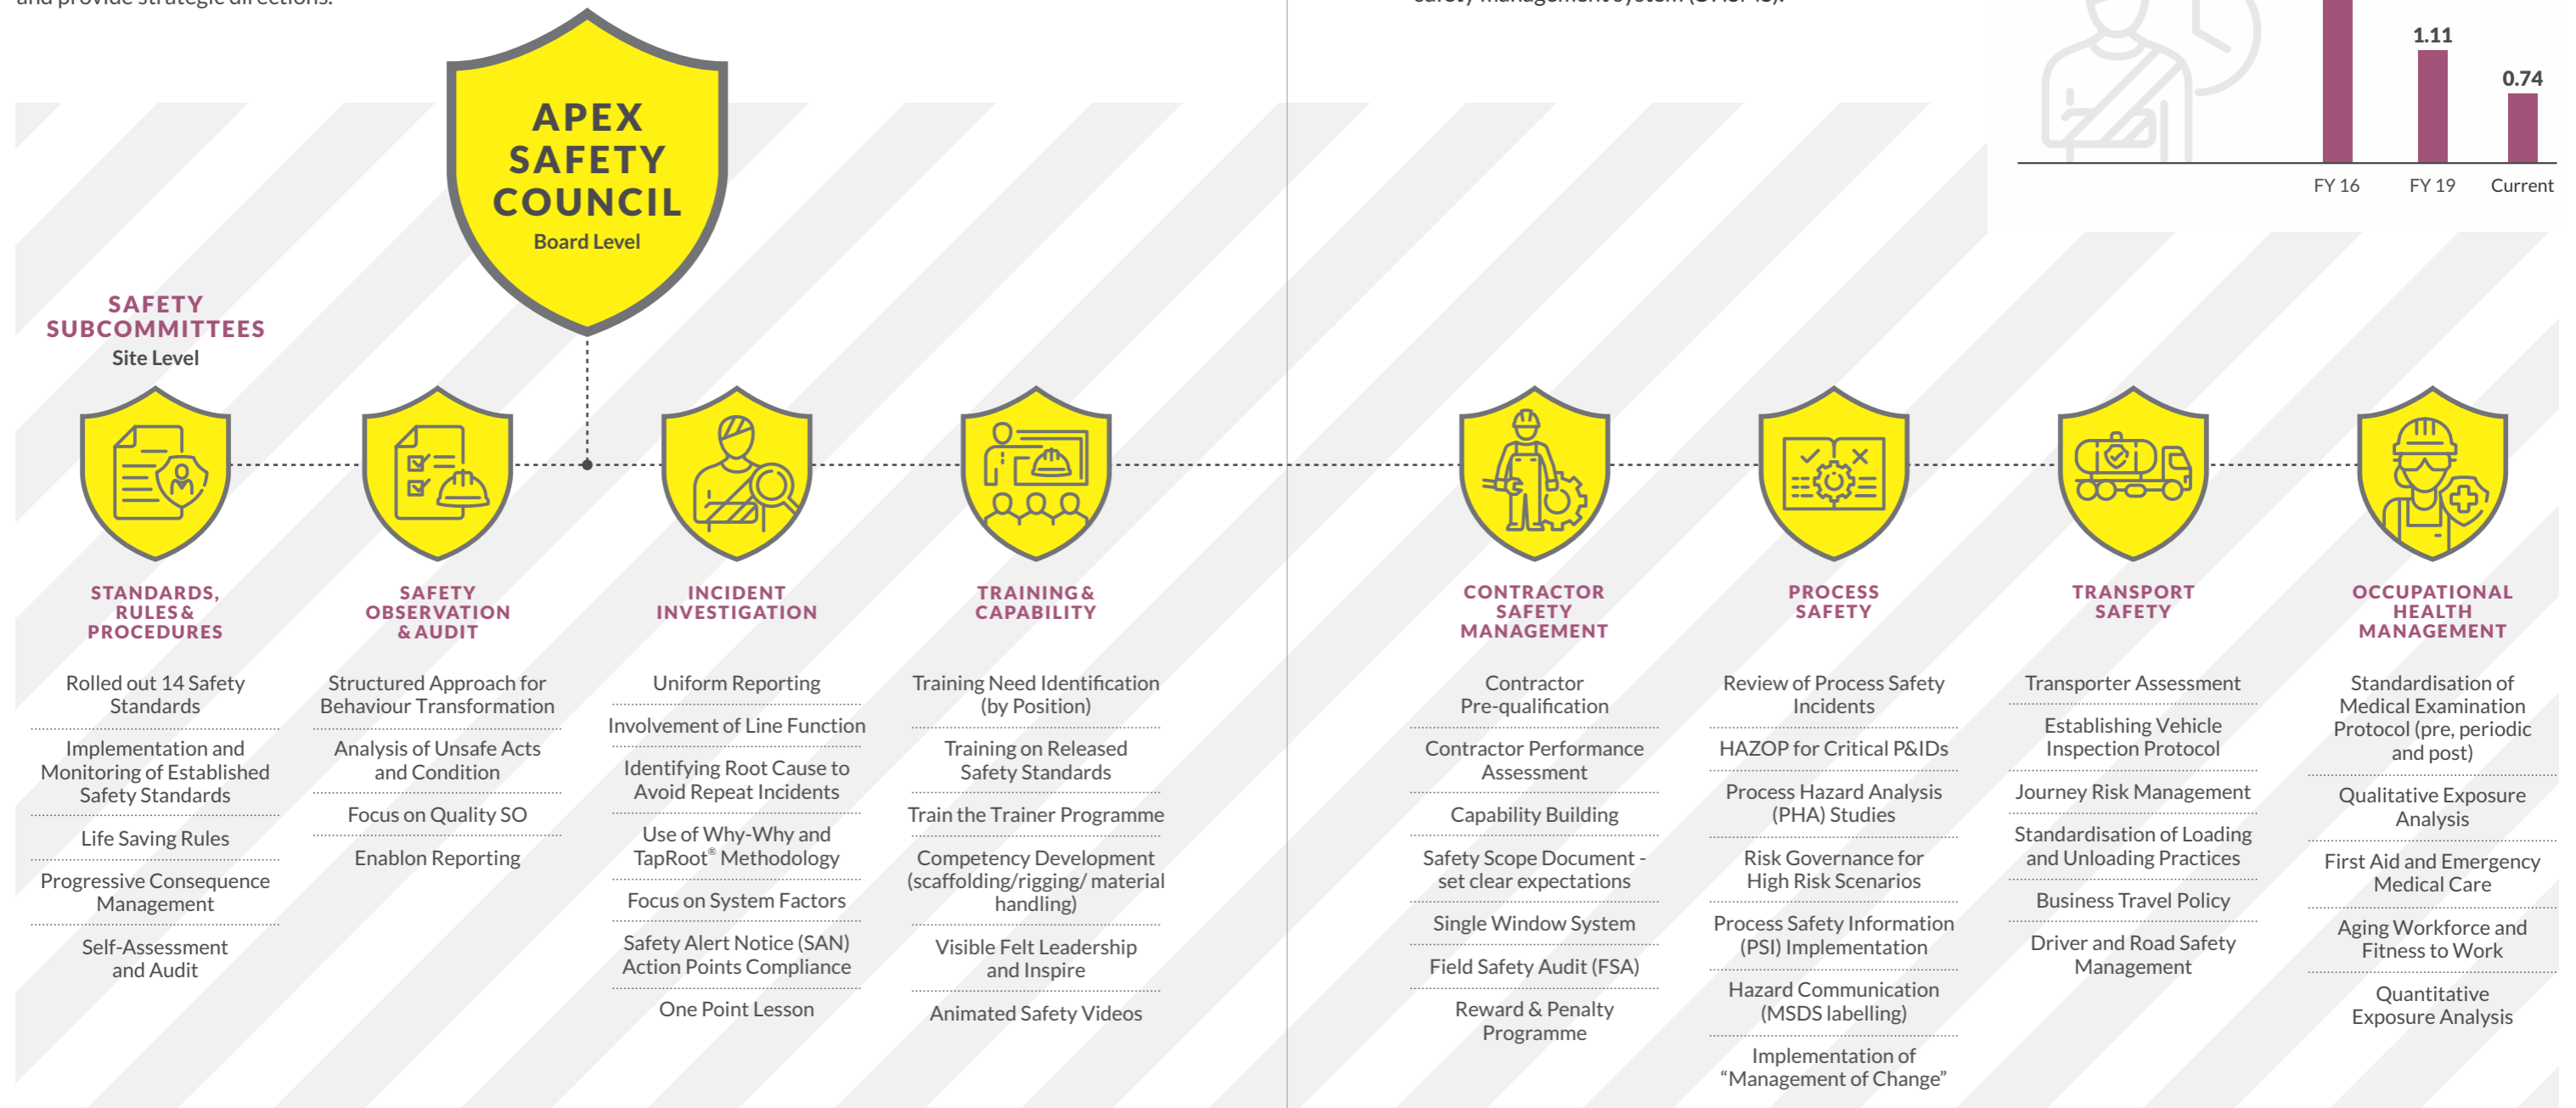 and provide strategic directions.
APEX
SAFETY
COUNCIL
Board Level
1.11
0.74
FY 16
FY 19
Current
SAFETY
SUBCOMMITTEES
Site Level
STANDARDS,
RULES &
PROCEDURES
Rolled out 14 Safety
Standards
Implementation and
Monitoring of Established
Safety Standards
Life Saving Rules
Progressive Consequence
Management
Self-Assessment
and Audit
SAFETY
OBSERVATION
& AUDIT
Structured Approach for
Behaviour Transformation
Analysis of Unsafe Acts
and Condition
Focus on Quality SO
Enablon Reporting
INCIDENT
INVESTIGATION
Uniform Reporting
Involvement of Line Function
Identifying Root Cause to
Avoid Repeat Incidents
Use of Why-Why and
TapRoot® Methodology
Focus on System Factors
Safety Alert Notice (SAN)
Action Points Compliance
One Point Lesson
TRAINING &
CAPABILITY
Training Need Identification
(by Position)
Training on Released
Safety Standards
Train the Trainer Programme
Competency Development
(scaffolding/rigging/ material
handling)
Visible Felt Leadership
and Inspire
Animated Safety Videos
CONTRACTOR
SAFETY
MANAGEMENT
Contractor
Pre-qualification
Contractor Performance
Assessment
Capability Building
Safety Scope Document -
set clear expectations
Single Window System
Field Safety Audit (FSA)
Reward & Penalty
Programme
PROCESS
SAFETY
Review of Process Safety
Incidents
HAZOP for Critical P&IDs
Process Hazard Analysis
(PHA) Studies
Risk Governance for
High Risk Scenarios
Process Safety Information
(PSI) Implementation
Hazard Communication
(MSDS labelling)
Implementation of
“Management of Change”
TRANSPORT
SAFETY
Transporter Assessment
Establishing Vehicle
Inspection Protocol
Journey Risk Management
Standardisation of Loading
and Unloading Practices
Business Travel Policy
Driver and Road Safety
Management
OCCUPATIONAL
HEALTH
MANAGEMENT
Standardisation of
Medical Examination
Protocol (pre, periodic
and post)
Qualitative Exposure
Analysis
First Aid and Emergency
Medical Care
Aging Workforce and
Fitness to Work
Quantitative
Exposure Analysis